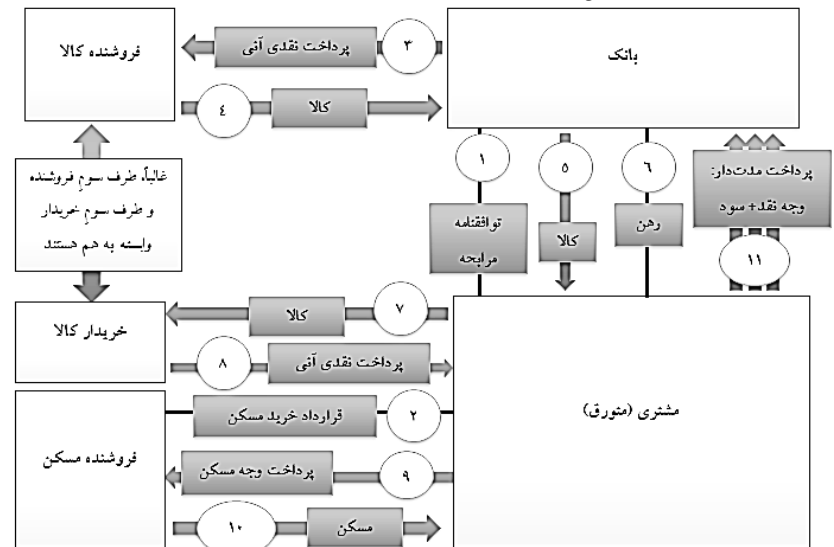 فروشنده کالا
پرداخت نقدی آنی
۳
بانک
٤
کالا
غالباً، طرف سومِ فروشنده
و طرف سومِ خریدار
وابسته به هم هستند
۱
توافقنامه
مرابحه
۵
کالا
۶
رهن
پرداخت مدت‌دار:
وجه نقد+ سود
۱۱
خریدار کالا
کالا
۷
۸
پرداخت نقدی آنی
فروشنده مسکن
قرارداد خرید مسکن
۲
پرداخت وجه مسکن
۹
۱۰
مسکن
مشتری (متورق)